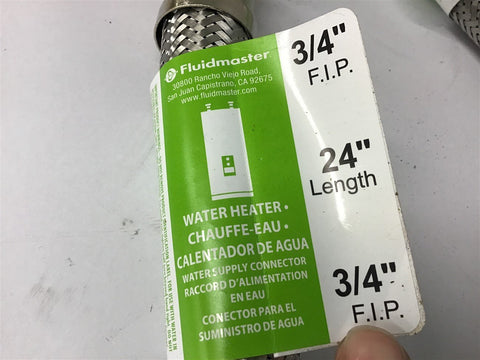 Fluidmaster
30800 Rancho Viejo Road,
San Juan Capistrano, CA 92675
www.fluidmaster.com
WATER HEATER •
CHAUFFE-EAU •
CALENTADOR DE AGUA
WATER SUPPLY CONNECTOR
RACCORD D'ALIMENTATION
EN EAU
CONECTOR PARA EL
SUMINISTRO DE AGUA
3/4"
F.I.P.
24"
Length
3/4"
F.I.P.